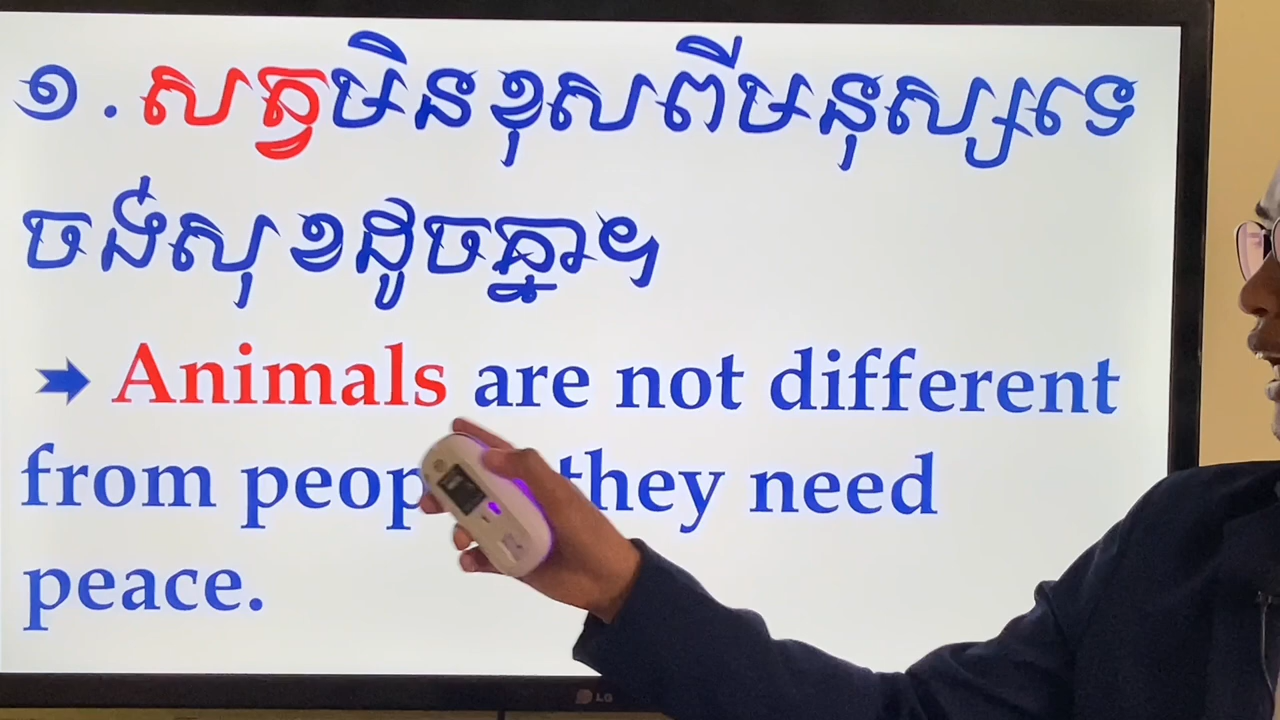 ១.សត្វមិនខុសពីមនុស្សទេ
ចង់សុខដូចគ្នា។
Animals are not different
from they need
peace.
LG